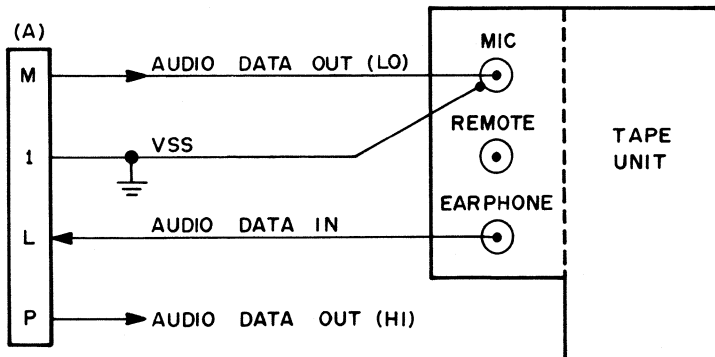 (A)
M
AUDIO DATA OUT (LO)
MIC
1
VSS
REMOTE
TAPE
UNIT
L
AUDIO DATA IN
EARPHONE
P
AUDIO DATA OUT (HI)